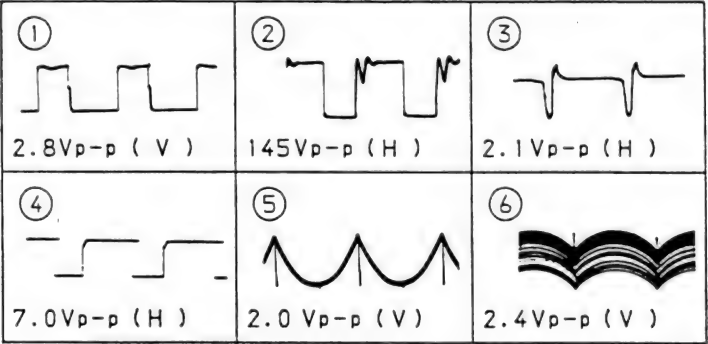 ① ② ③
2.8Vp-p ( V ) 145Vp-p (H ) 2.1Vp-p (H )
④ ⑤ ⑥
7.0Vp-p (H ) 2.0 Vp-p (V ) 2.4Vp-p (V )